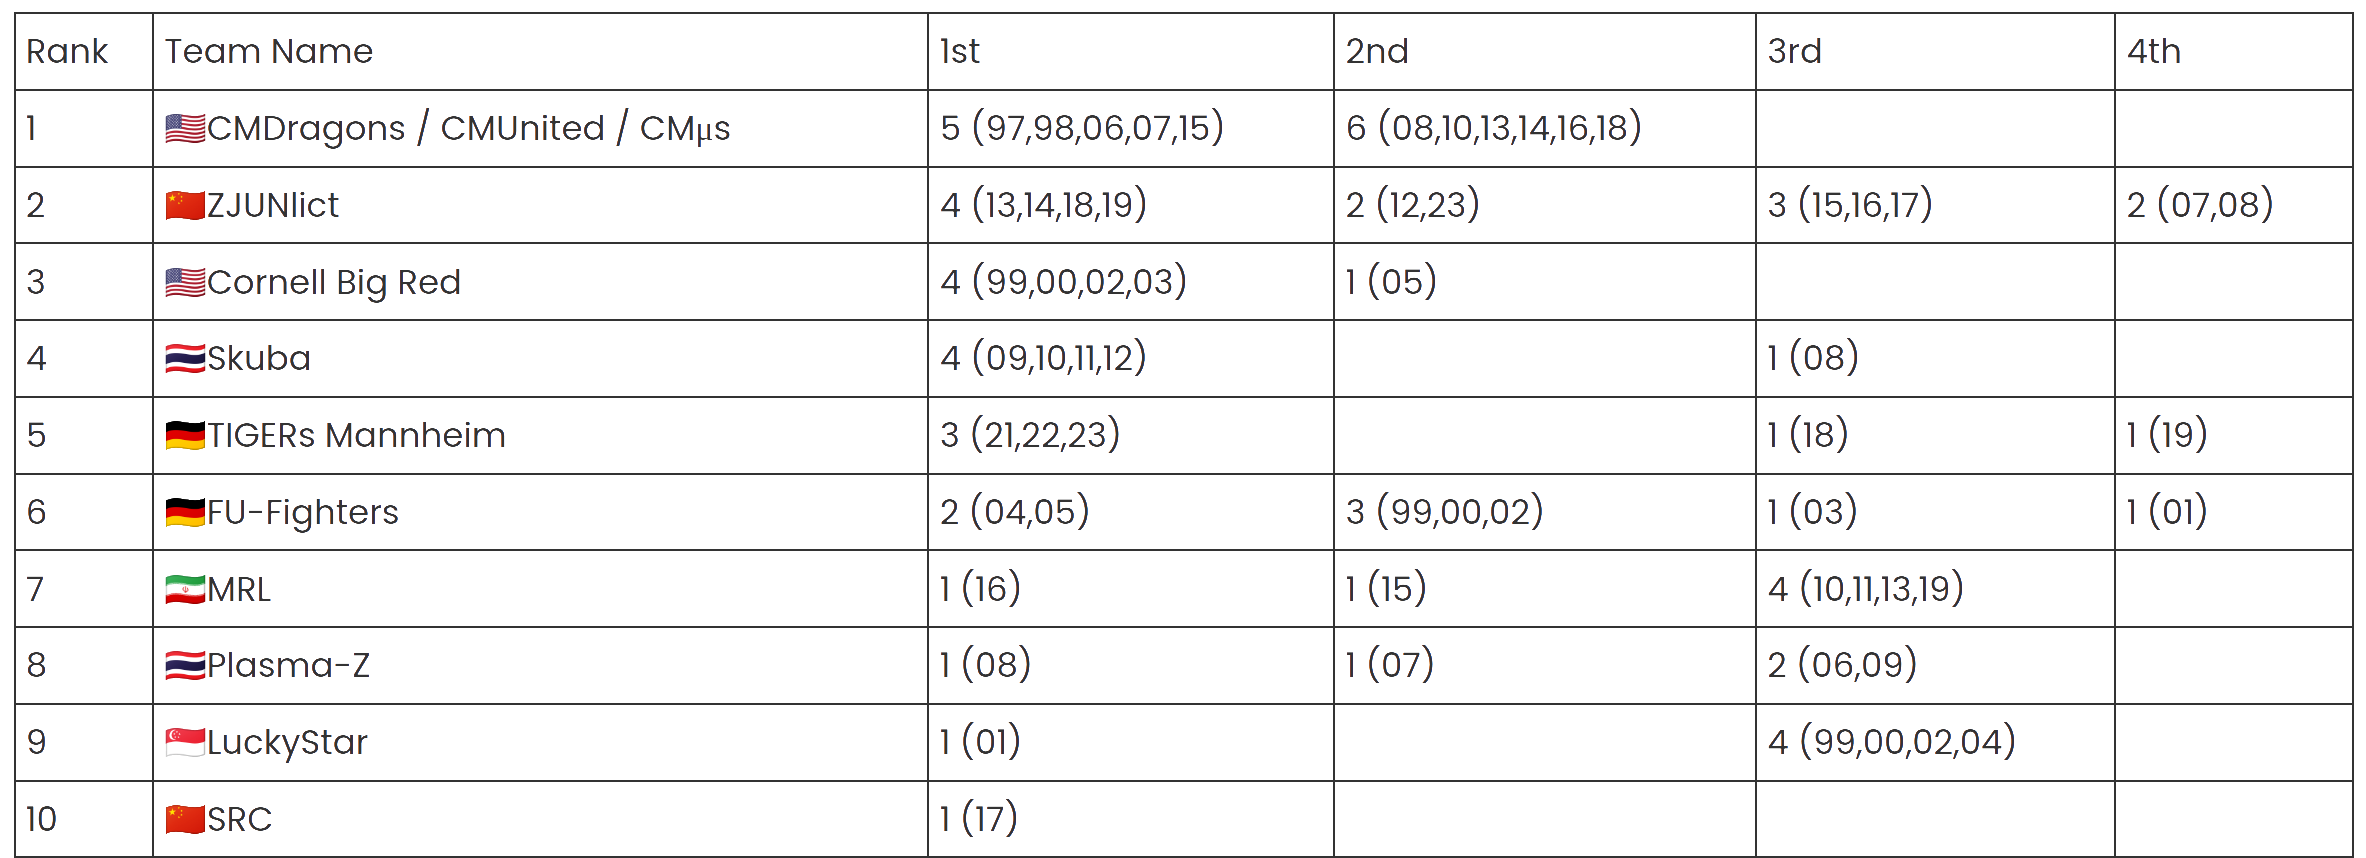 Rank Team Name 1st 2nd 3rd 4th
1 🇺🇸CMDragons / CMUnited / CMμs 5 (97,98,06,07,15) 6 (08,10,13,14,16,18)
2 🇨🇳ZJUNlict 4 (13,14,18,19) 2 (12,23) 3 (15,16,17) 2 (07,08)
3 🇺🇸Cornell Big Red 4 (99,00,02,03) 1 (05)
4 🇹🇭Skuba 4 (09,10,11,12) 1 (08)
5 🇩🇪TIGERs Mannheim 3 (21,22,23) 1 (18) 1 (19)
6 🇩🇪FU-Fighters 2 (04,05) 3 (99,00,02) 1 (03) 1 (01)
7 🇮🇷MRL 1 (16) 1 (15) 4 (10,11,13,19)
8 🇹🇭Plasma-Z 1 (08) 1 (07) 2 (06,09)
9 🇸🇬LuckyStar 1 (01) 4 (99,00,02,04)
10 🇨🇳SRC 1 (17)